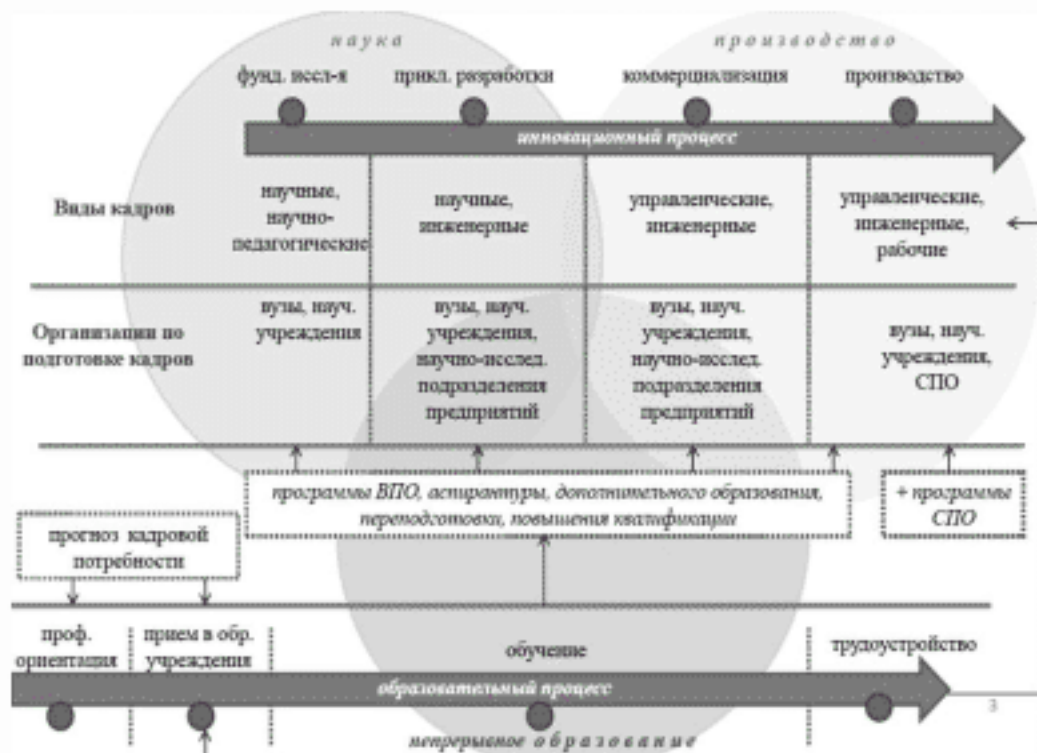 наука
производство
фунд. иссл-я
прикл. разработки
коммерциализация
производство
инновационный процесс
Виды кадров
научные,
научно-
педагогические
научные,
инженерные
управленческие,
инженерные
управленческие,
инженерные,
рабочие
Организации по
подготовке кадров
вузы, науч.
учреждения
вузы, науч.
учреждения,
научно-исслед.
подразделения
предприятий
вузы, науч.
учреждения,
научно-исслед.
подразделения
предприятий
вузы, науч.
учреждения,
СПО
программы ВПО, аспирантуры, дополнительного образования,
переподготовки, повышения квалификации
+ программы
СПО
прогноз кадровой
потребности
проф.
ориентация
прием в обр.
учреждения
обучение
трудоустройство
образовательный процесс
3
непрерывное образование